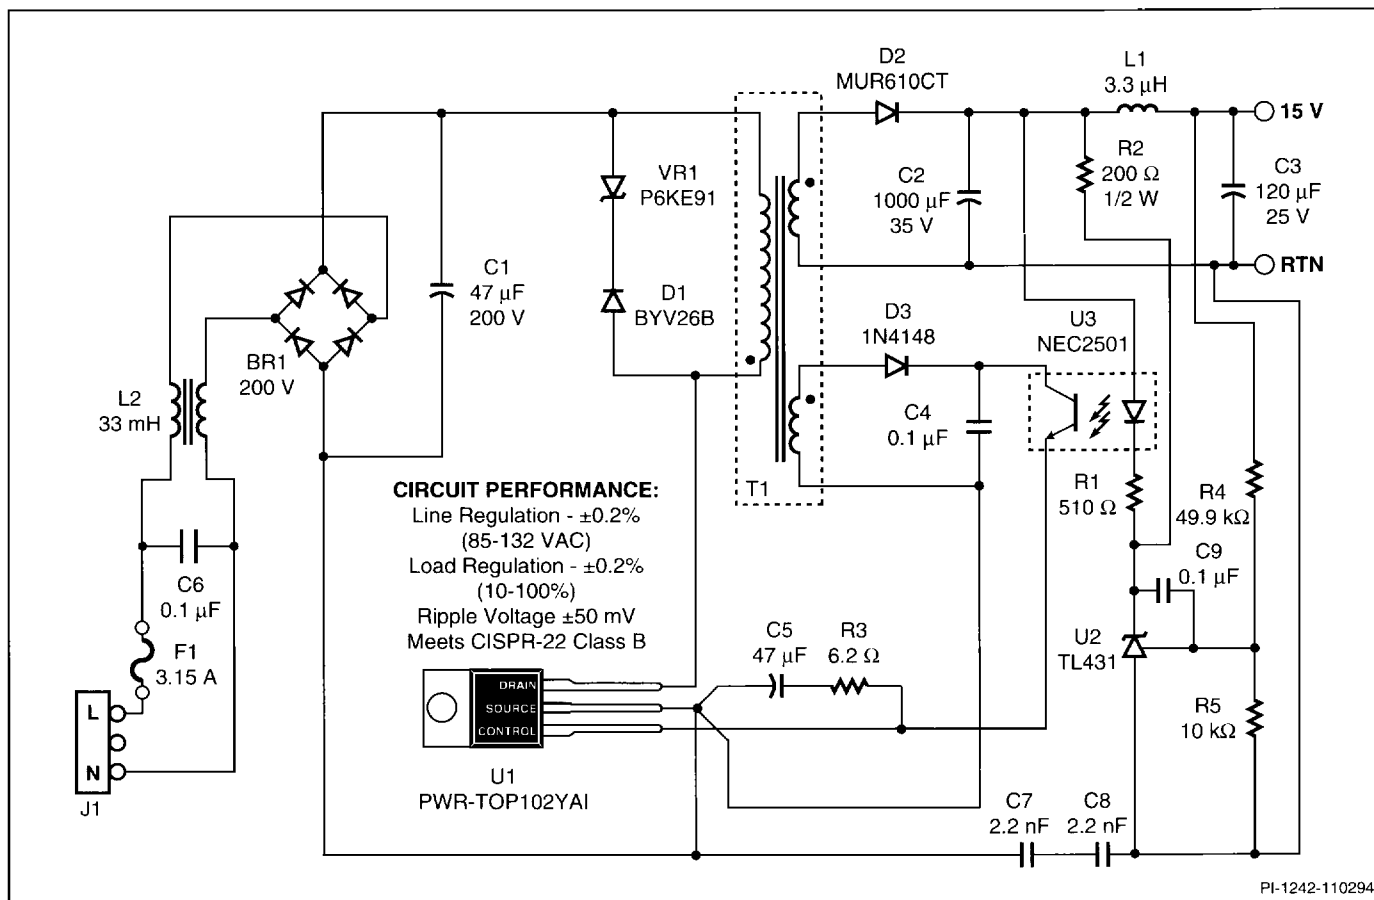 D2
MUR610CT
L1
3.3 µH
15 V
VR1
P6KE91
C2
1000 µF
35 V
R2
200 Ω
1/2 W
C3
120 µF
25 V
RTN
C1
47 µF
200 V
D1
BYV26B
D3
1N4148
U3
NEC2501
BR1
200 V
L2
33 mH
C4
0.1 µF
T1
R1
510 Ω
R4
49.9 kΩ
CIRCUIT PERFORMANCE:
Line Regulation - ±0.2%
(85-132 VAC)
Load Regulation - ±0.2%
(10-100%)
Ripple Voltage ±50 mV
Meets CISPR-22 Class B
C6
0.1 µF
C9
0.1 µF
F1
3.15 A
C5
47 µF
R3
6.2 Ω
U2
TL431
DRAIN
SOURCE
CONTROL
L
N
J1
R5
10 kΩ
U1
PWR-TOP102YAI
C7
2.2 nF
C8
2.2 nF
PI-1242-110294